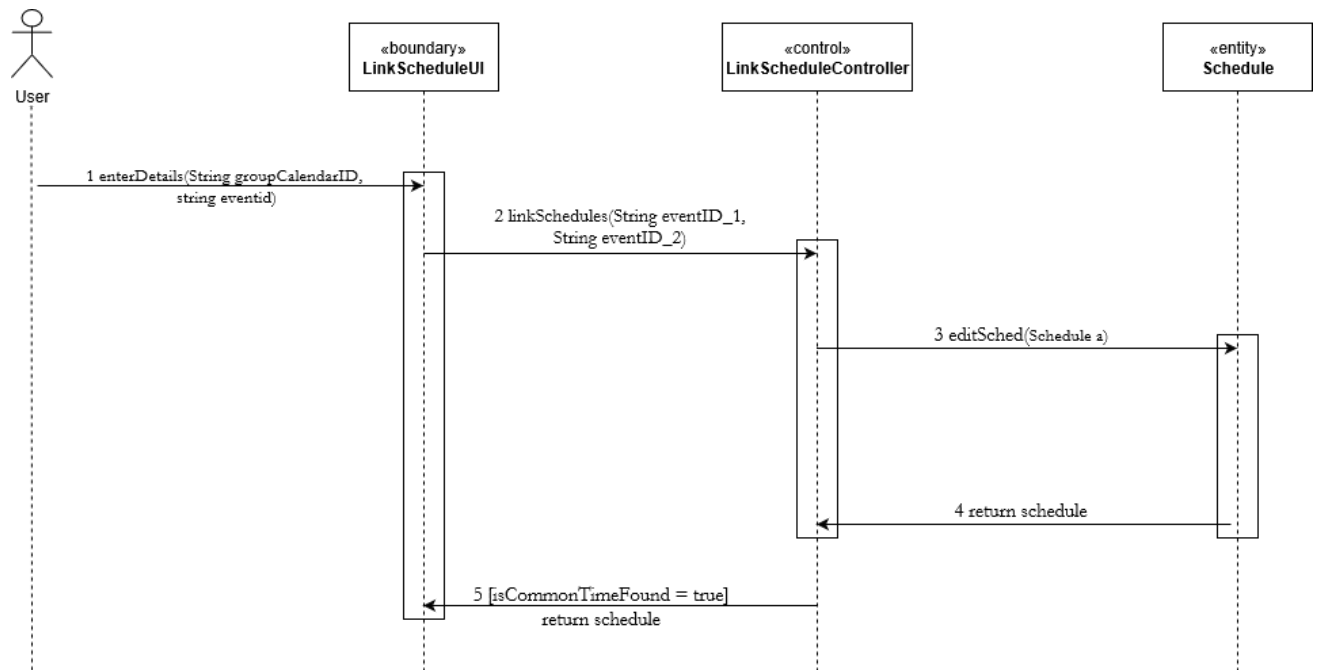 «boundary»
LinkScheduleUI
«control»
LinkScheduleController
«entity»
Schedule
User
1 enterDetails(String groupCalendarID,
string eventid)
2 linkSchedules(String eventID_1,
String eventID_2)
3 editSched(Schedule a)
4 return schedule
5 [isCommonTimeFound = true]
return schedule